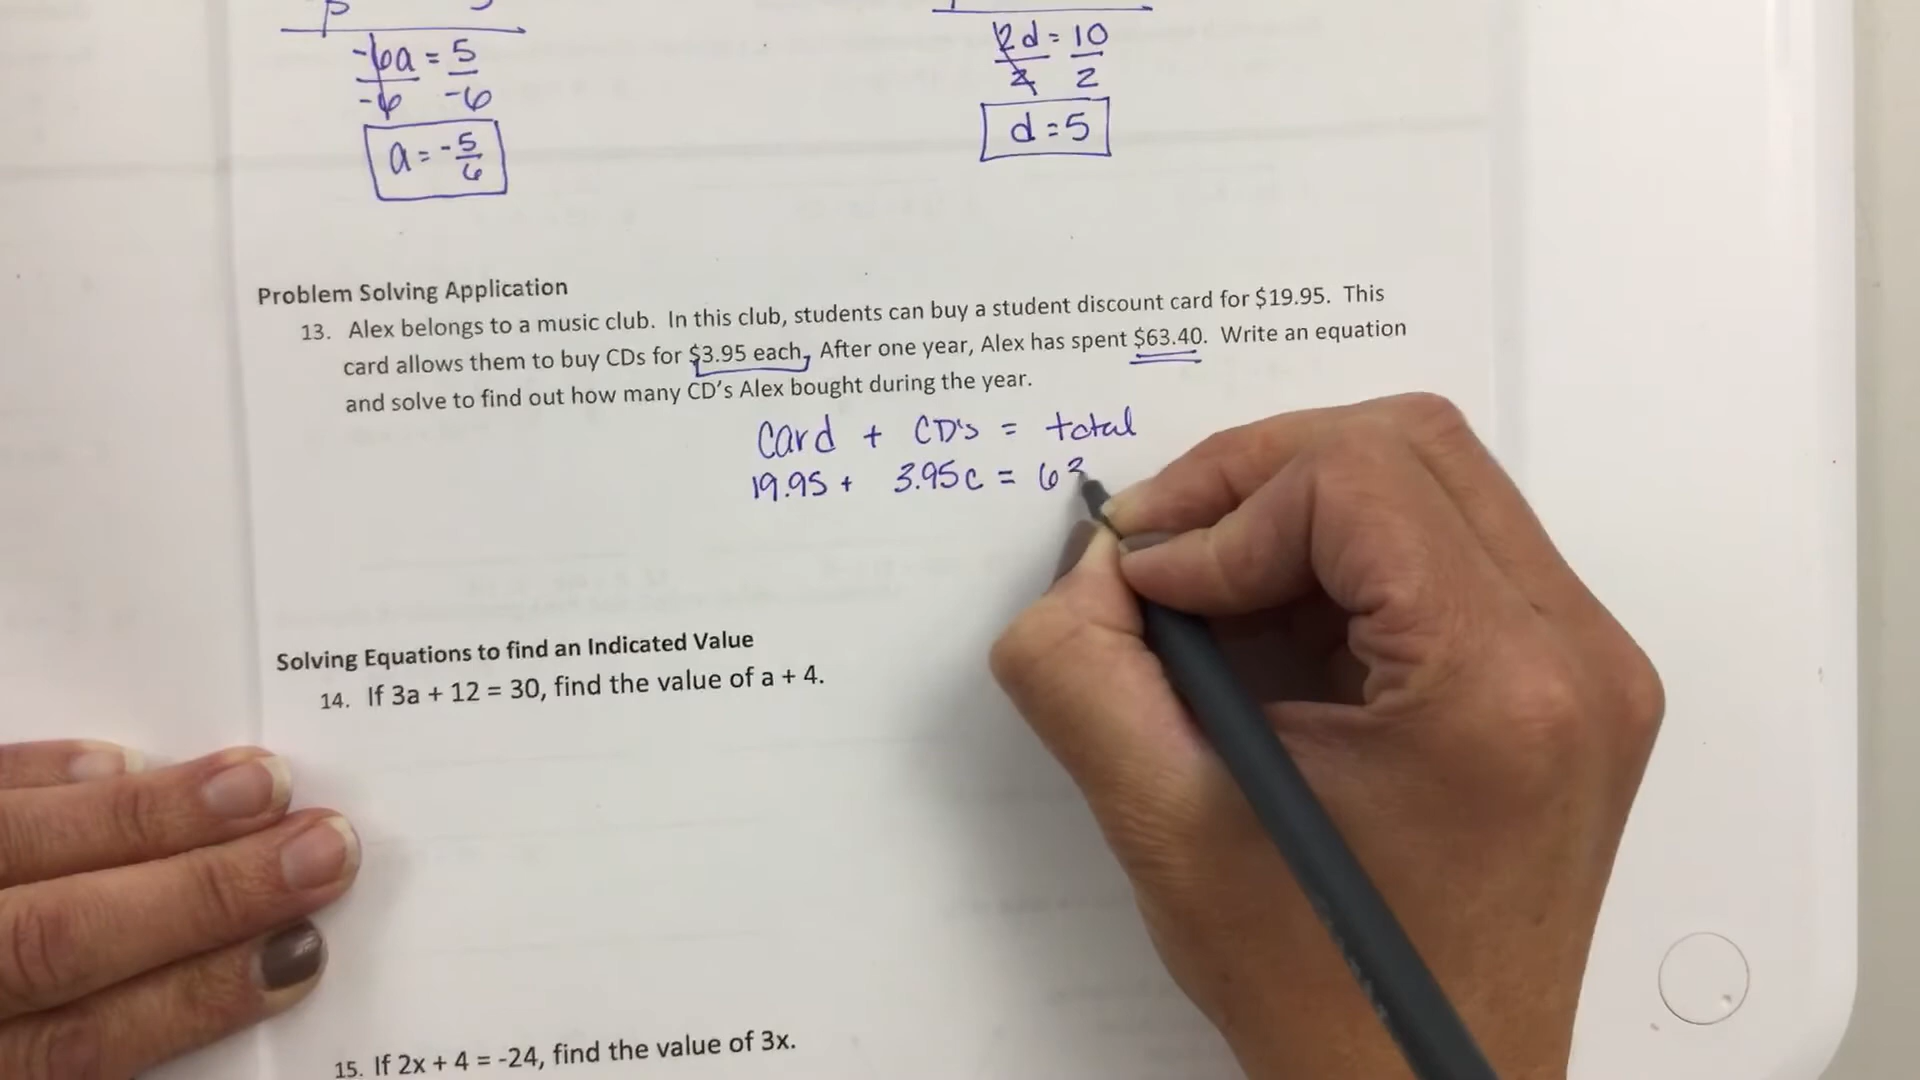 -6a = 5
-6 -6
a = -5/6
2d = 10
2 2
d = 5
Problem Solving Application
13. Alex belongs to a music club. In this club, students can buy a student discount card for $19.95. This
card allows them to buy CDs for $3.95 each. After one year, Alex has spent $63.40. Write an equation
and solve to find out how many CD's Alex bought during the year.
Card + CD's = total
19.95 + 3.95c = 63
Solving Equations to find an Indicated Value
14. If 3a + 12 = 30, find the value of a + 4.
15. If 2x + 4 = -24, find the value of 3x.